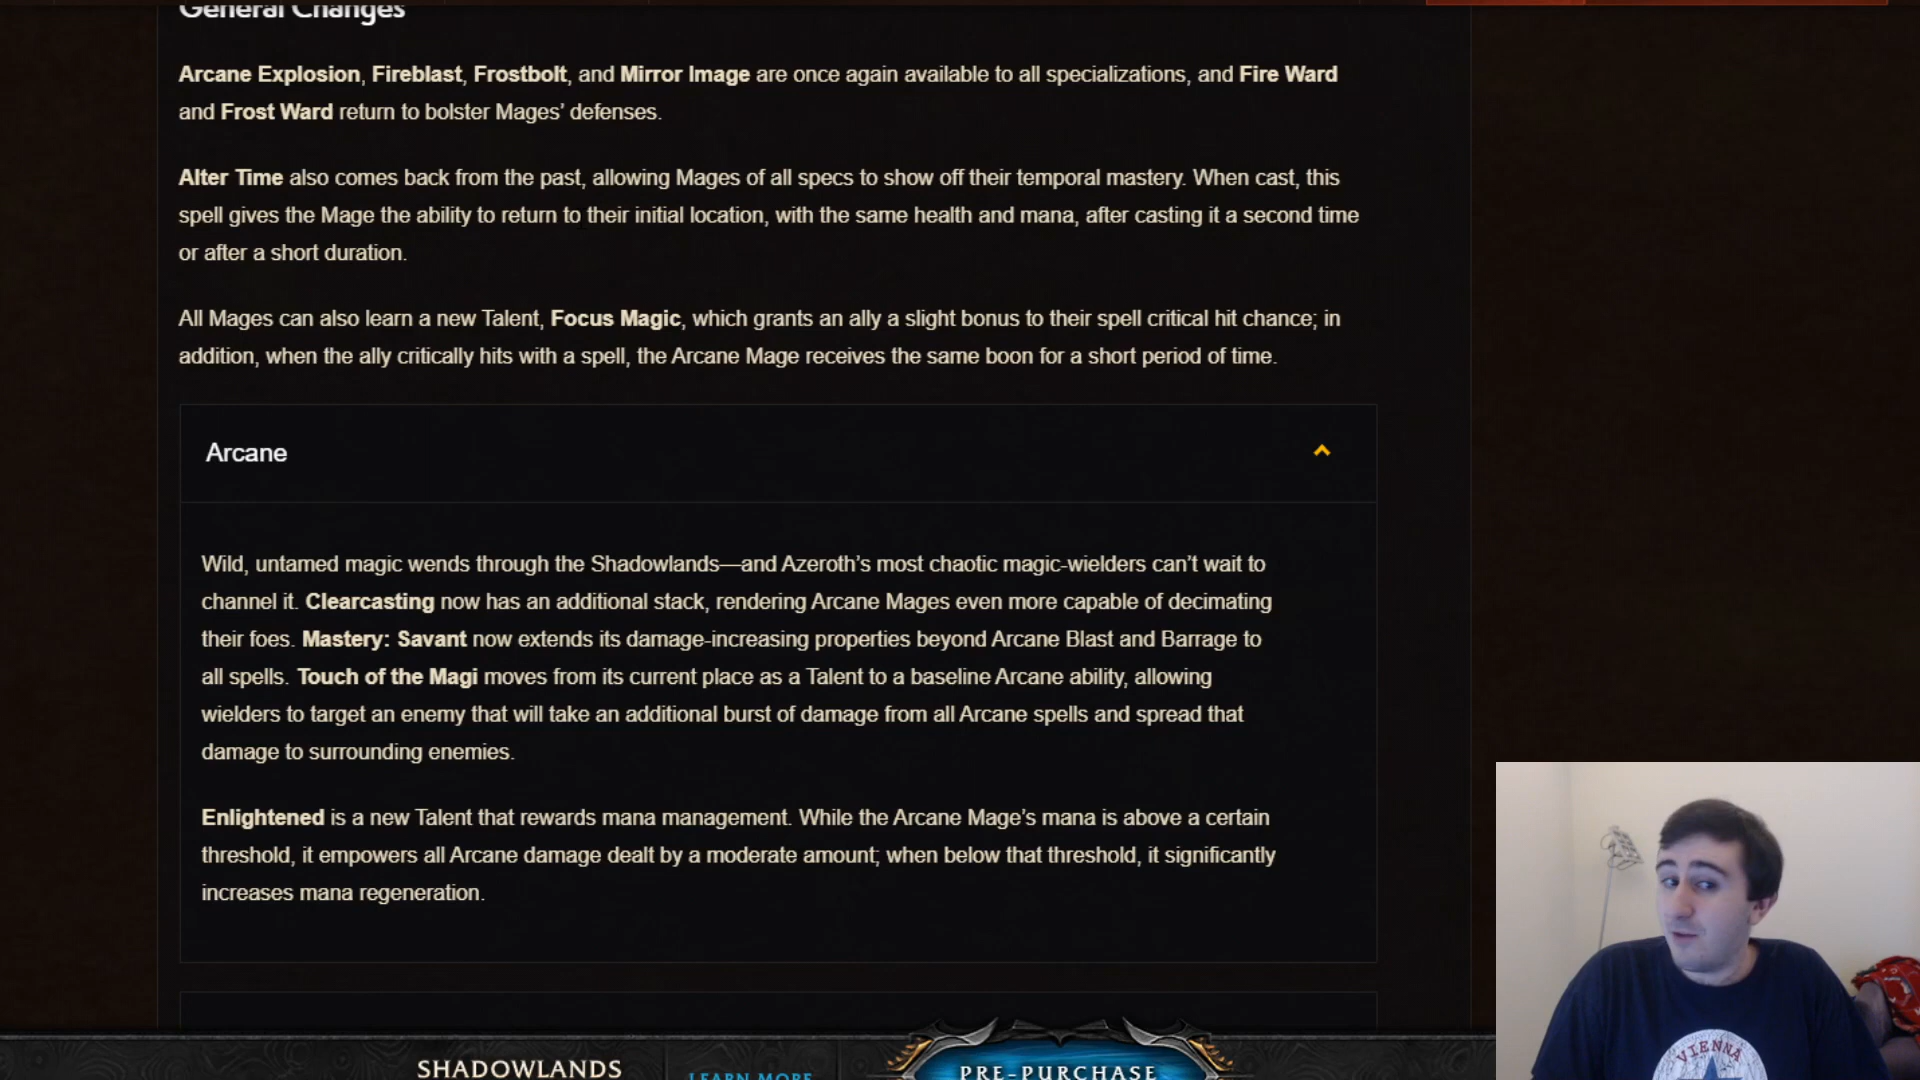 General Changes
Arcane Explosion, Fireblast, Frostbolt, and Mirror Image are once again available to all specializations, and Fire Ward
and Frost Ward return to bolster Mages’ defenses.
Alter Time also comes back from the past, allowing Mages of all specs to show off their temporal mastery. When cast, this
spell gives the Mage the ability to return to their initial location, with the same health and mana, after casting it a second time
or after a short duration.
All Mages can also learn a new Talent, Focus Magic, which grants an ally a slight bonus to their spell critical hit chance; in
addition, when the ally critically hits with a spell, the Arcane Mage receives the same boon for a short period of time.
Arcane
Wild, untamed magic wends through the Shadowlands—and Azeroth’s most chaotic magic-wielders can’t wait to
channel it. Clearcasting now has an additional stack, rendering Arcane Mages even more capable of decimating
their foes. Mastery: Savant now extends its damage-increasing properties beyond Arcane Blast and Barrage to
all spells. Touch of the Magi moves from its current place as a Talent to a baseline Arcane ability, allowing
wielders to target an enemy that will take an additional burst of damage from all Arcane spells and spread that
damage to surrounding enemies.
Enlightened is a new Talent that rewards mana management. While the Arcane Mage’s mana is above a certain
threshold, it empowers all Arcane damage dealt by a moderate amount; when below that threshold, it significantly
increases mana regeneration.
SHADOWLANDS
LEARN MORE
PRE-PURCHASE
VIENNA